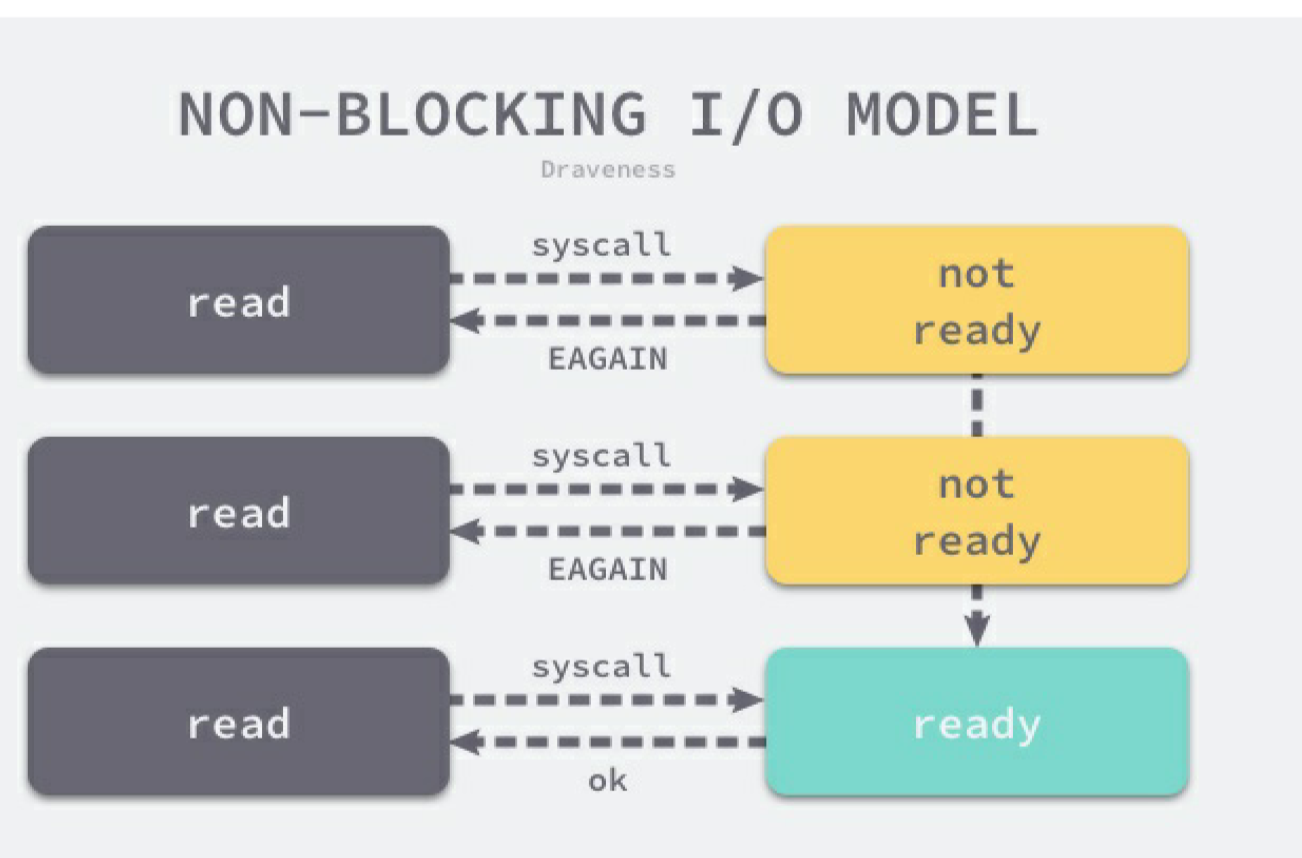 NON-BLOCKING I/O MODEL
Draveness
read
syscall
EAGAIN
not
ready
read
syscall
EAGAIN
not
ready
read
syscall
ok
ready